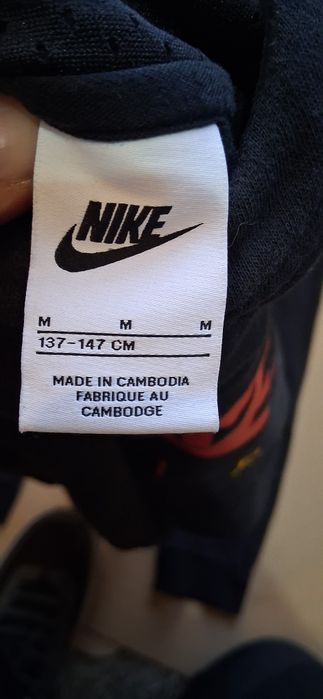 NIKE
M M M
137-147 CM
MADE IN CAMBODIA
FABRIQUE AU
CAMBODGE